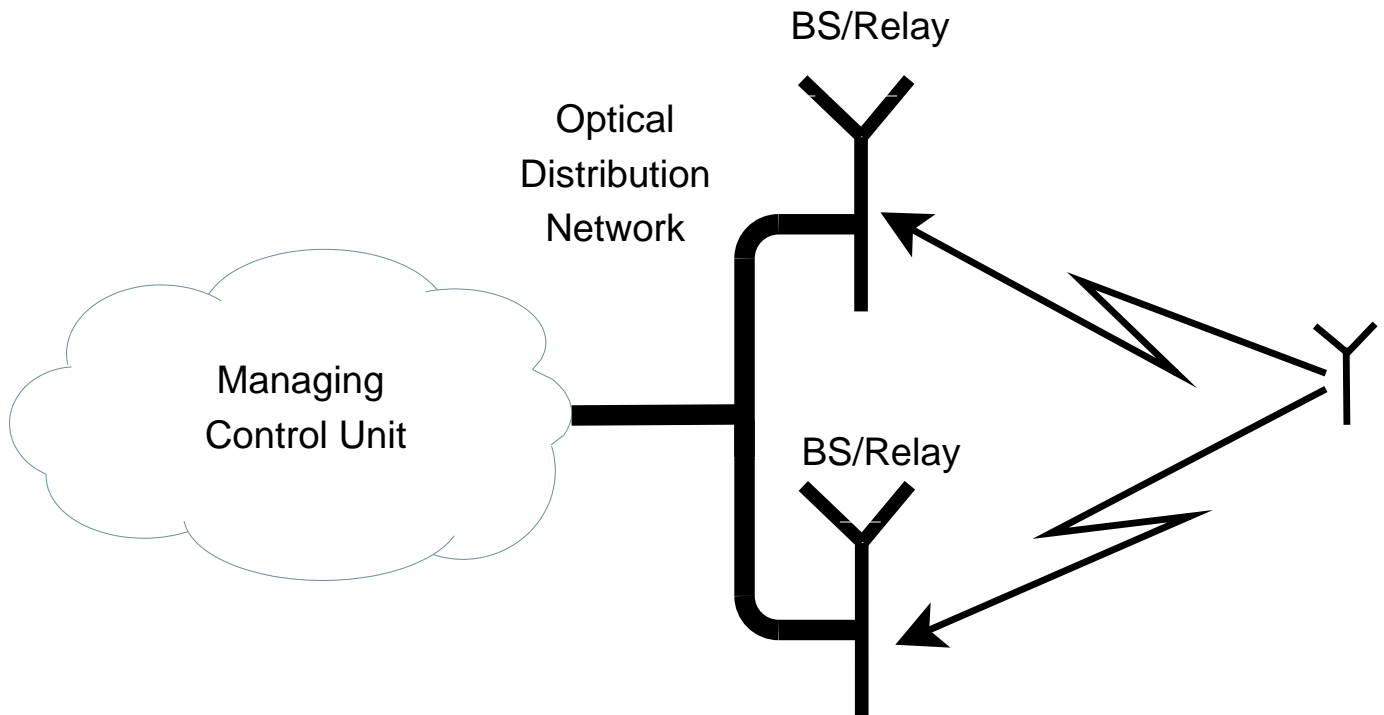 BS/Relay
Optical
Distribution
Network
Managing
Control Unit
BS/Relay